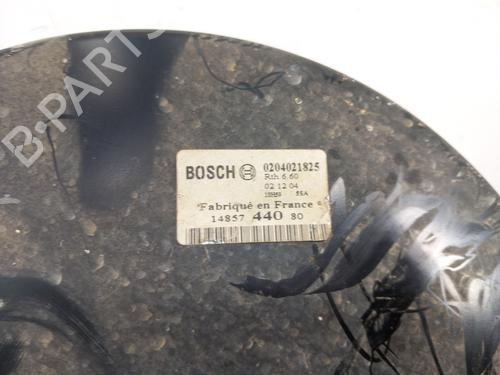 B-PARTS
BOSCH 0204021825
Rth 6,60
02 12 04
"Fabriqué en France"
14857 440 80